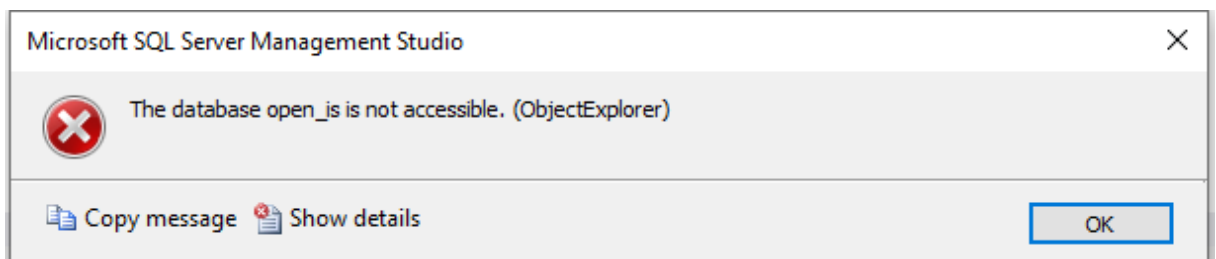 Microsoft SQL Server Management Studio
The database open_is is not accessible. (ObjectExplorer)
Copy message Show details OK